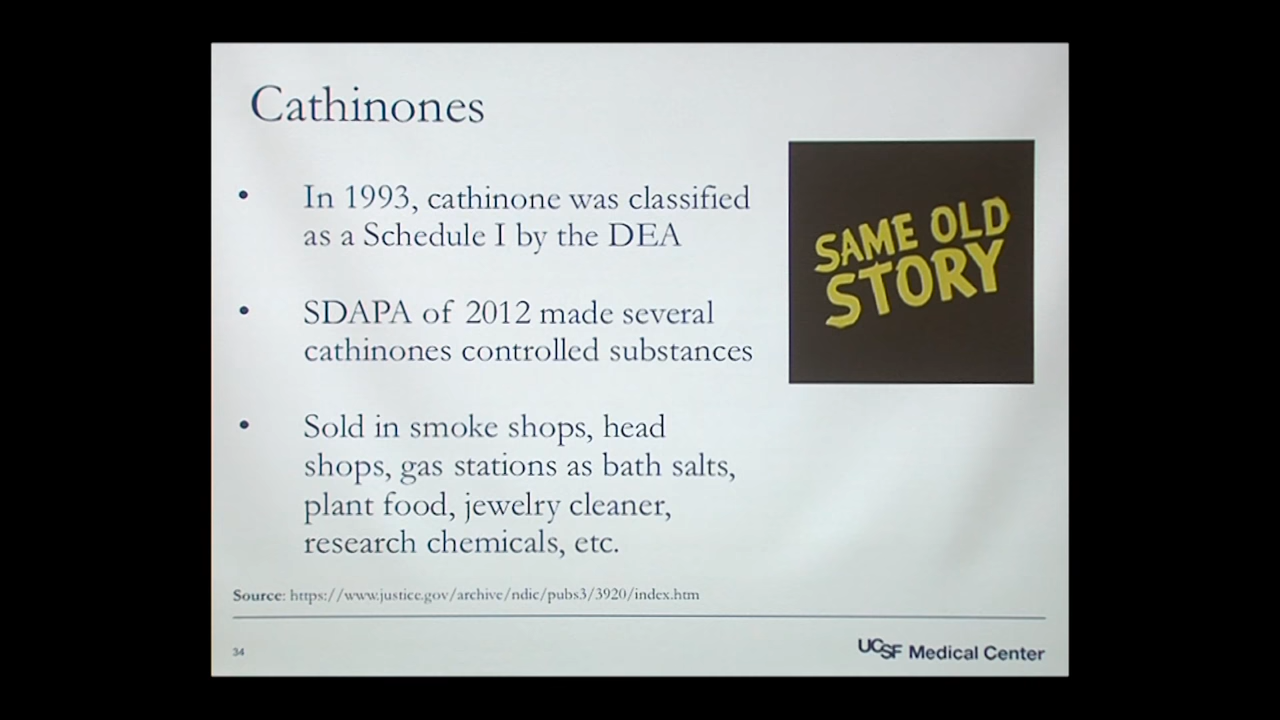 Cathinones
• In 1993, cathinone was classified
as a Schedule I by the DEA
• SDAPA of 2012 made several
cathinones controlled substances
• Sold in smoke shops, head
shops, gas stations as bath salts,
plant food, jewelry cleaner,
research chemicals, etc.
SAME OLD
STORY
Source: https://www.justice.gov/archive/ndic/pubs3/3920/index.htm
34
UCSF Medical Center